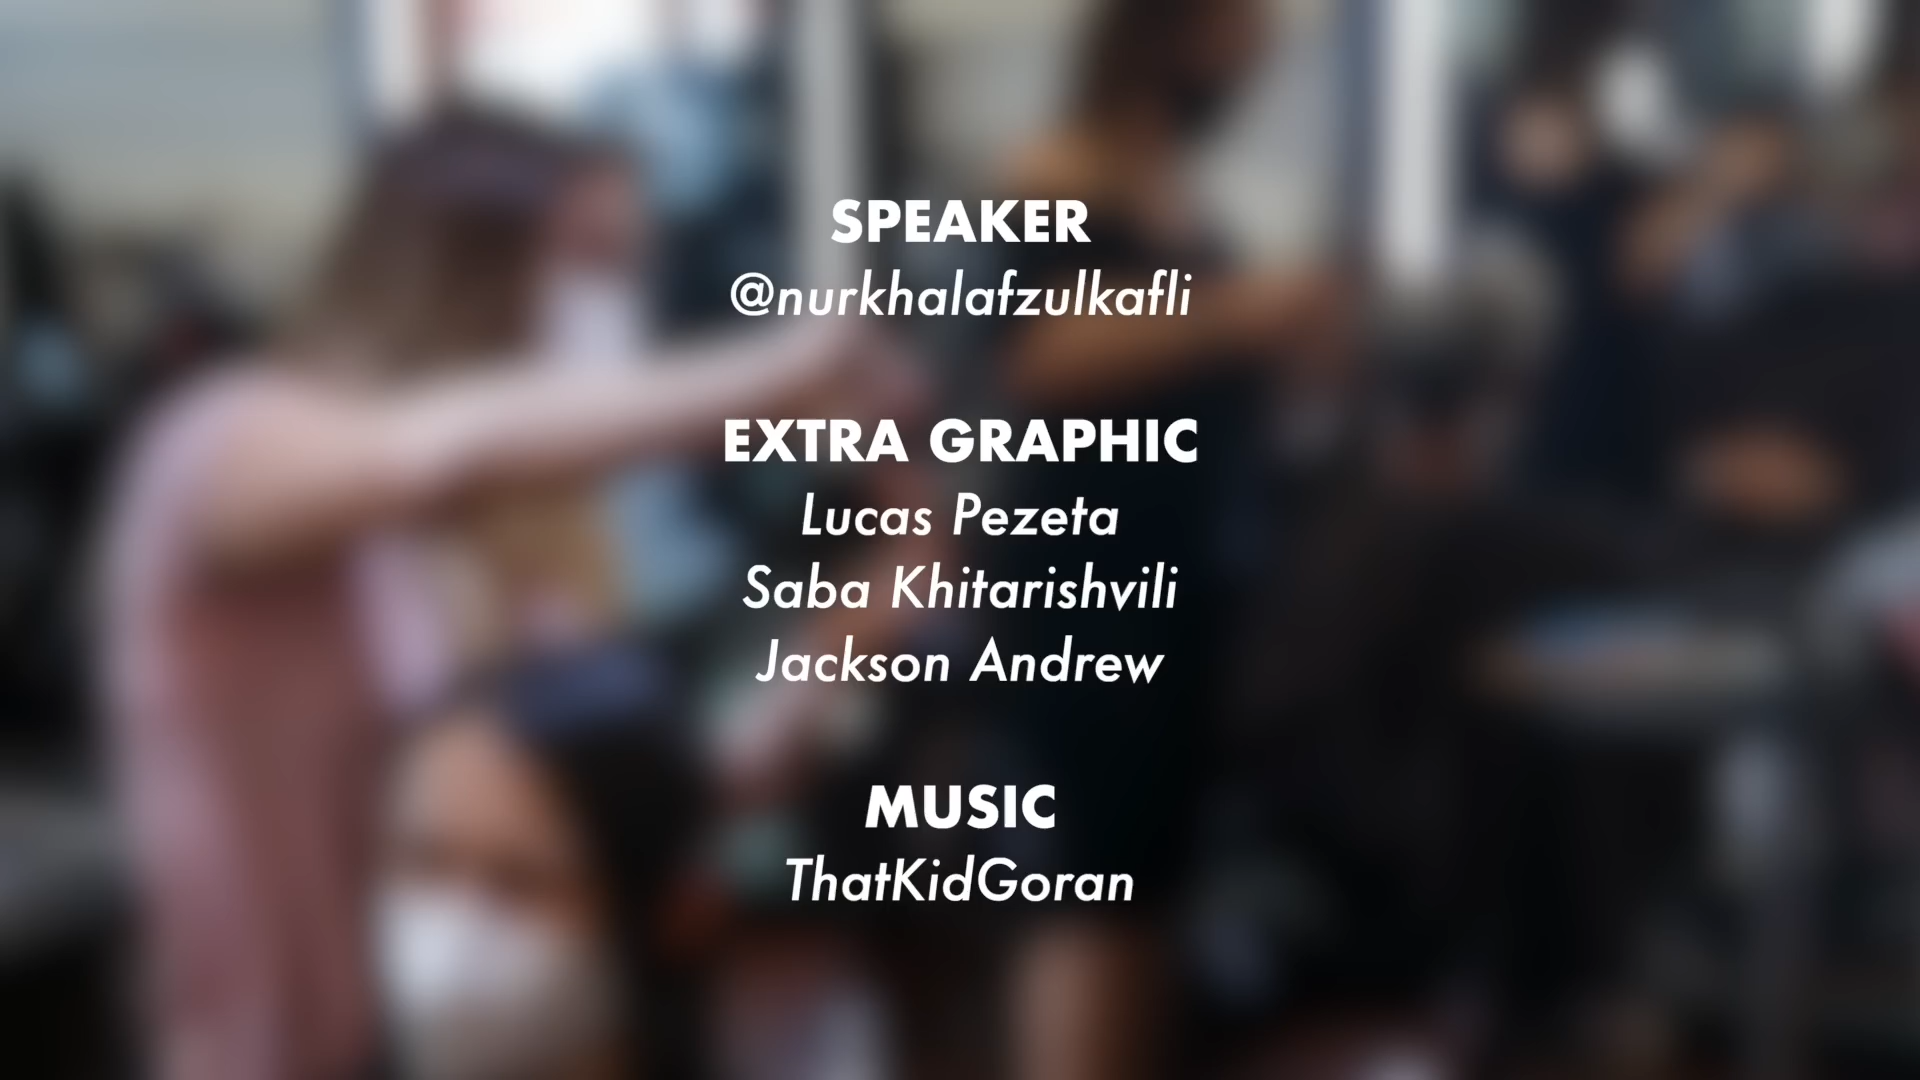 SPEAKER
@nurkhalafzulkafli
EXTRA GRAPHIC
Lucas Pezeta
Saba Khitarishvili
Jackson Andrew
MUSIC
ThatKidGoran